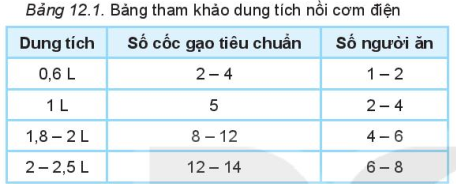 Bảng 12.1. Bảng tham khảo dung tích nồi cơm điện
Dung tích Số cốc gạo tiêu chuẩn Số người ăn
0,6 L 2 – 4 1 – 2
1 L 5 2 – 4
1,8 – 2 L 8 – 12 4 – 6
2 – 2,5 L 12 – 14 6 – 8